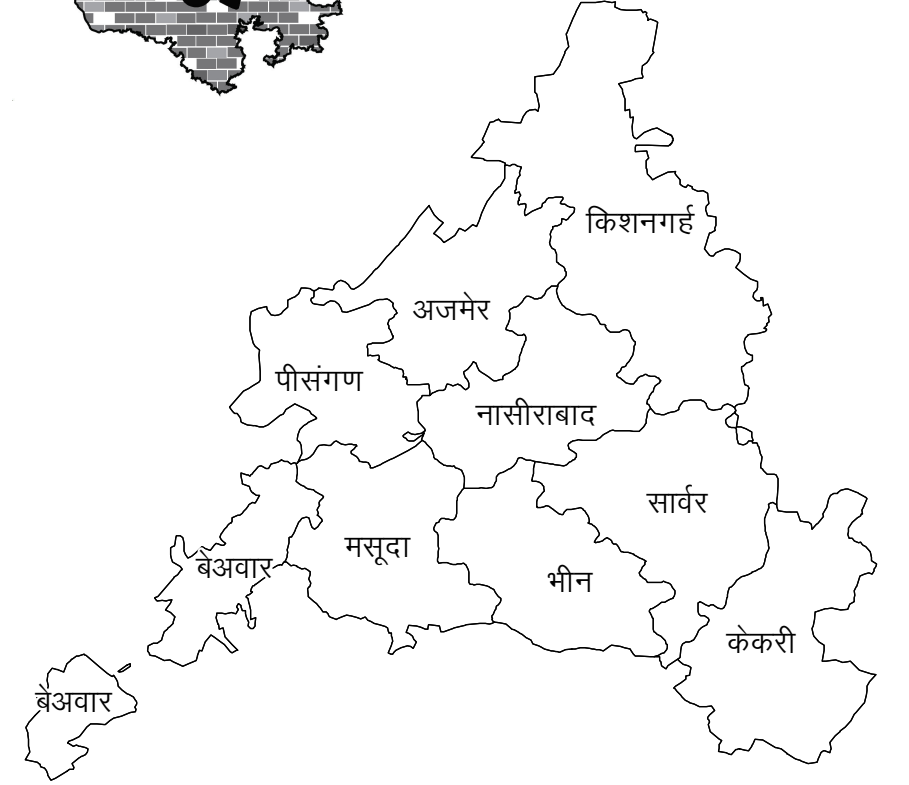 किशनगर्ह
अजमेर
पीसंगण
नासीराबाद
सार्वर
मसूदा
बेअवार
भीन
केकरी
बेअवार